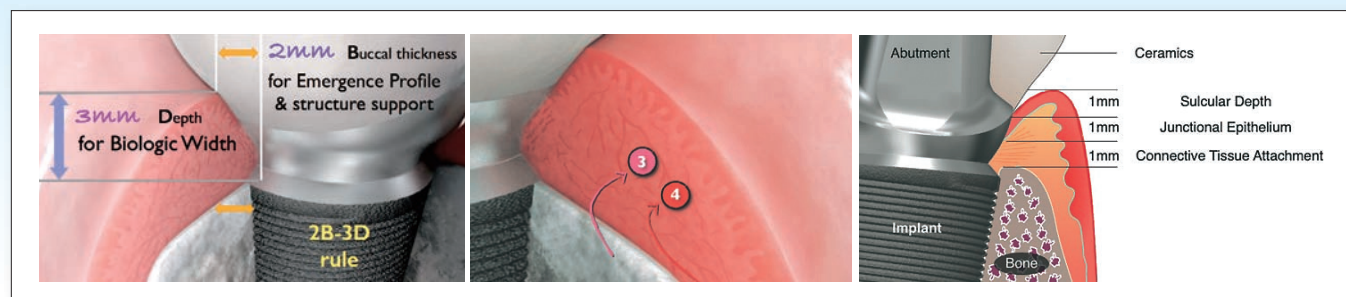 2mm Buccal thickness
for Emergence Profile
& structure support
3mm Depth
for Biologic Width
2B-3D
rule
3
4
Abutment
Ceramics
1mm
Sulcular Depth
1mm
Junctional Epithelium
1mm
Connective Tissue Attachment
Implant
Bone